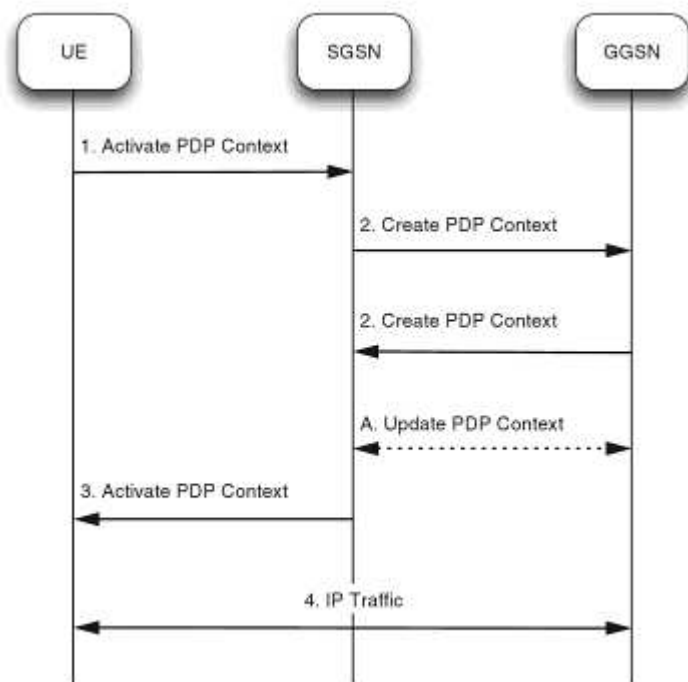 UE
SGSN
GGSN
1. Activate PDP Context
2. Create PDP Context
2. Create PDP Context
A. Update PDP Context
3. Activate PDP Context
4. IP Traffic